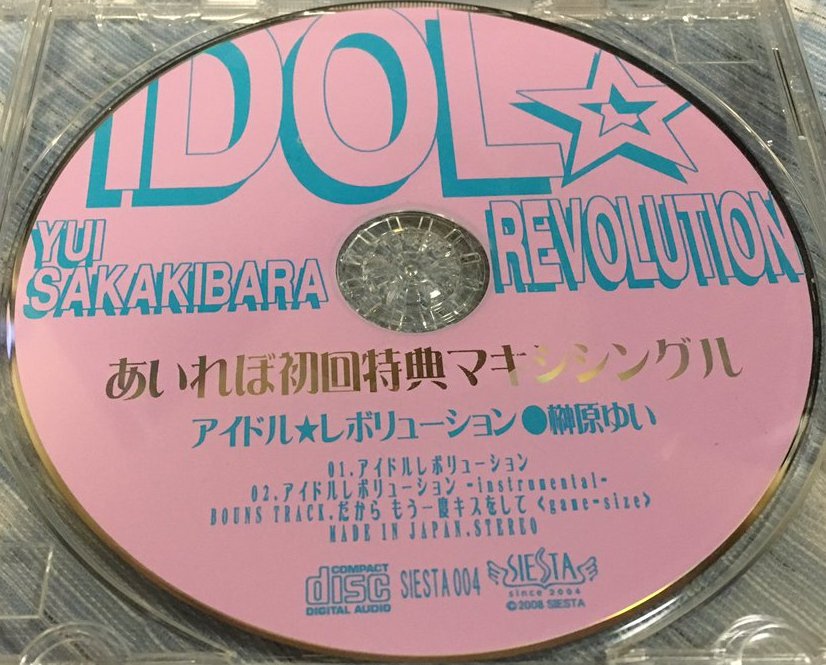 IDOL☆
REVOLUTION
YUI
SAKAKIBARA
あいれぼ初回特典マキシシングル
アイドル★レボリューション●榊原ゆい
01.アイドルレボリューション
02.アイドルレボリューション -instrumental-
BOUNS TRACK.だから もう一度キスをして <game-size>
MADE IN JAPAN.STEREO
COMPACT
disc
DIGITAL AUDIO
SIESTA 004
SIESTA
since 2004
©2008 SIESTA